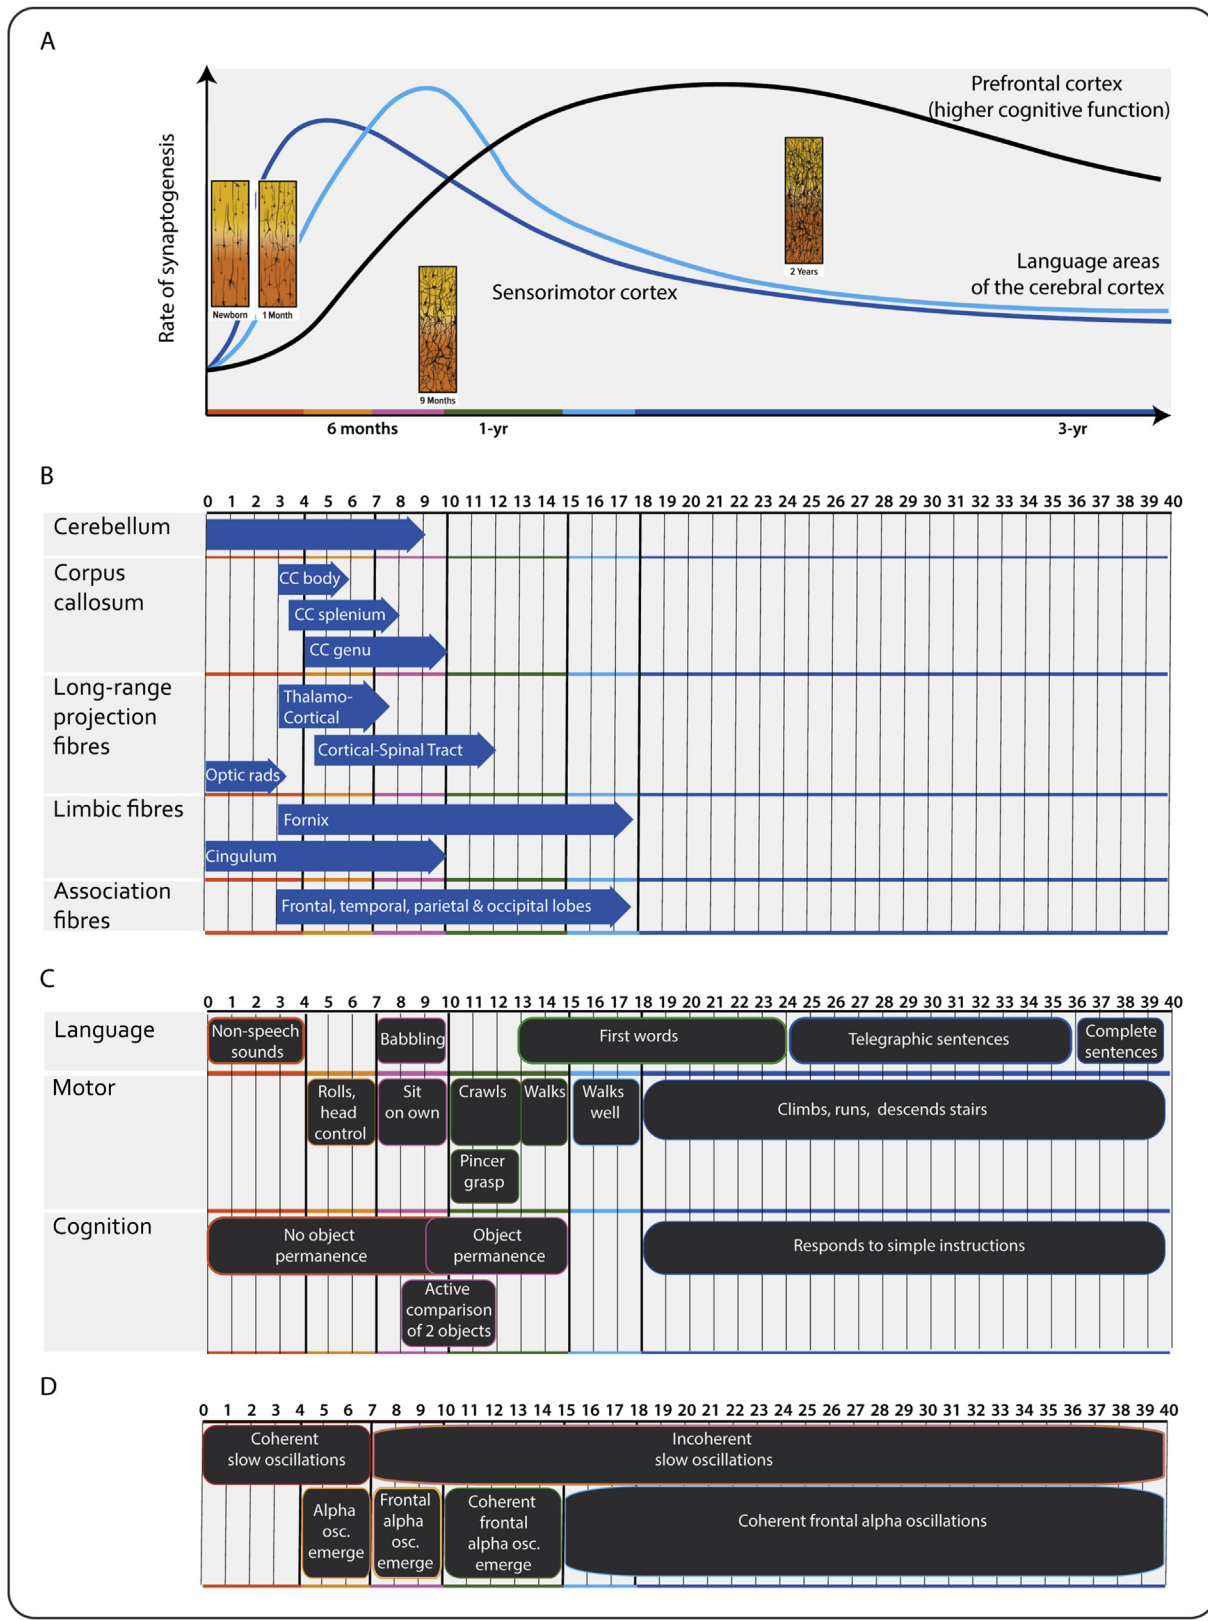 A
Rate of synaptogenesis
Prefrontal cortex
(higher cognitive function)
Newborn
1 Month
9 Months
2 Years
Sensorimotor cortex
Language areas
of the cerebral cortex
6 months
1-yr
3-yr
B
0 1 2 3 4 5 6 7 8 9 10 11 12 13 14 15 16 17 18 19 20 21 22 23 24 25 26 27 28 29 30 31 32 33 34 35 36 37 38 39 40
Cerebellum
Corpus
callosum
CC body
CC splenium
CC genu
Long-range
projection
fibres
Thalamo-
Cortical
Cortical-Spinal Tract
Optic rads
Limbic fibres
Fornix
Cingulum
Association
fibres
Frontal, temporal, parietal & occipital lobes
C
0 1 2 3 4 5 6 7 8 9 10 11 12 13 14 15 16 17 18 19 20 21 22 23 24 25 26 27 28 29 30 31 32 33 34 35 36 37 38 39 40
Language
Non-speech
sounds
Babbling
First words
Telegraphic sentences
Complete
sentences
Motor
Rolls,
head
control
Sit
on own
Crawls
Walks
Walks
well
Climbs, runs, descends stairs
Pincer
grasp
Cognition
No object
permanence
Object
permanence
Responds to simple instructions
Active
comparison
of 2 objects
D
0 1 2 3 4 5 6 7 8 9 10 11 12 13 14 15 16 17 18 19 20 21 22 23 24 25 26 27 28 29 30 31 32 33 34 35 36 37 38 39 40
Coherent
slow oscillations
Incoherent
slow oscillations
Alpha
osc.
emerge
Frontal
alpha
osc.
emerge
Coherent
frontal
alpha osc.
emerge
Coherent frontal alpha oscillations